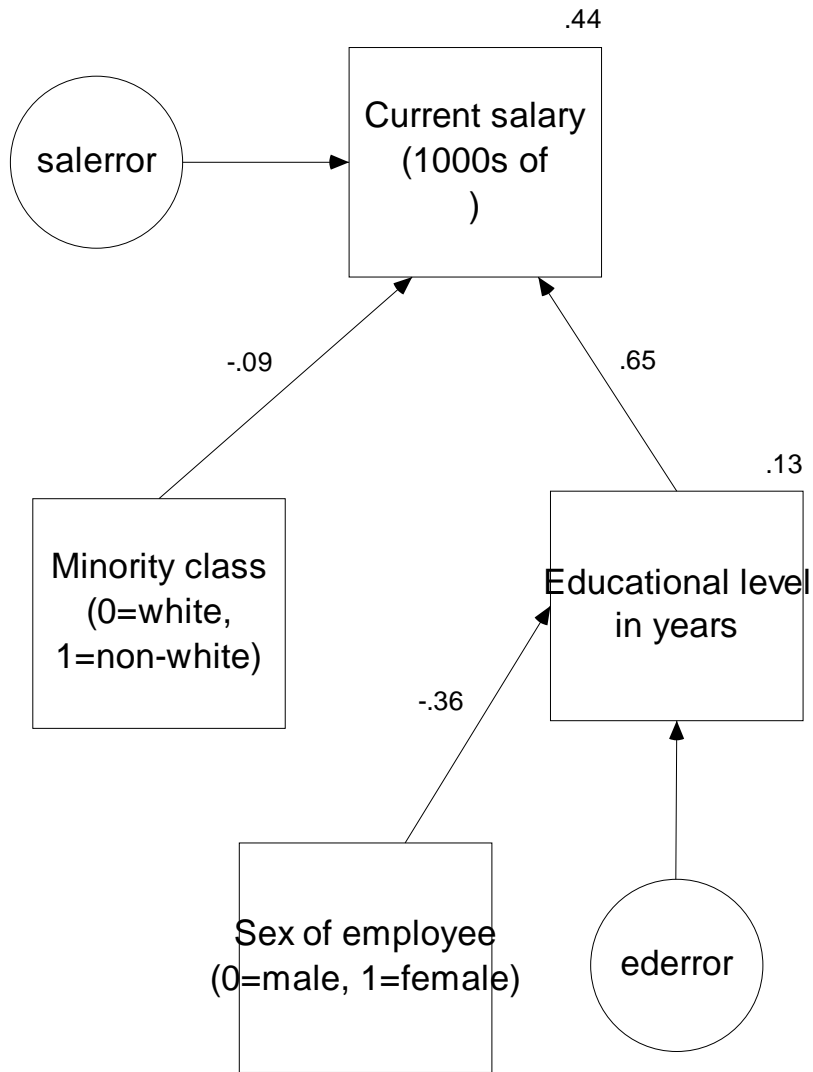 .44
Current salary
(1000s of
)
salerror
-.09
.65
.13
Minority class
(0=white,
1=non-white)
Educational level
in years
-.36
Sex of employee
(0=male, 1=female)
ederror